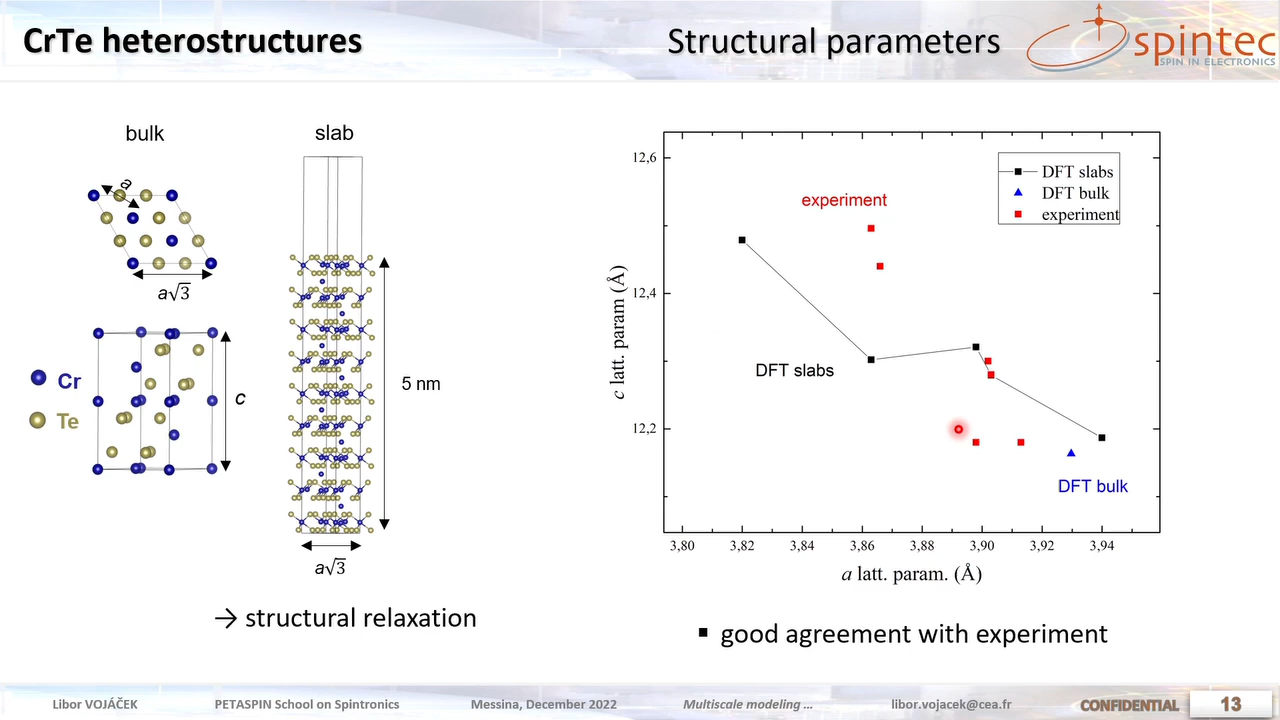 CrTe heterostructures
Structural parameters
spintec
SPIN IN ELECTRONICS
bulk
slab
a
a√3
Cr
Te
c
5 nm
a√3
→ structural relaxation
12,6
12,4
12,2
c latt. param (Å)
3,80 3,82 3,84 3,86 3,88 3,90 3,92 3,94
a latt. param. (Å)
DFT slabs
DFT bulk
experiment
experiment
DFT slabs
DFT bulk
▪ good agreement with experiment
Libor VOJÁČEK PETASPIN School on Spintronics Messina, December 2022 Multiscale modeling … libor.vojacek@cea.fr CONFIDENTIAL 13